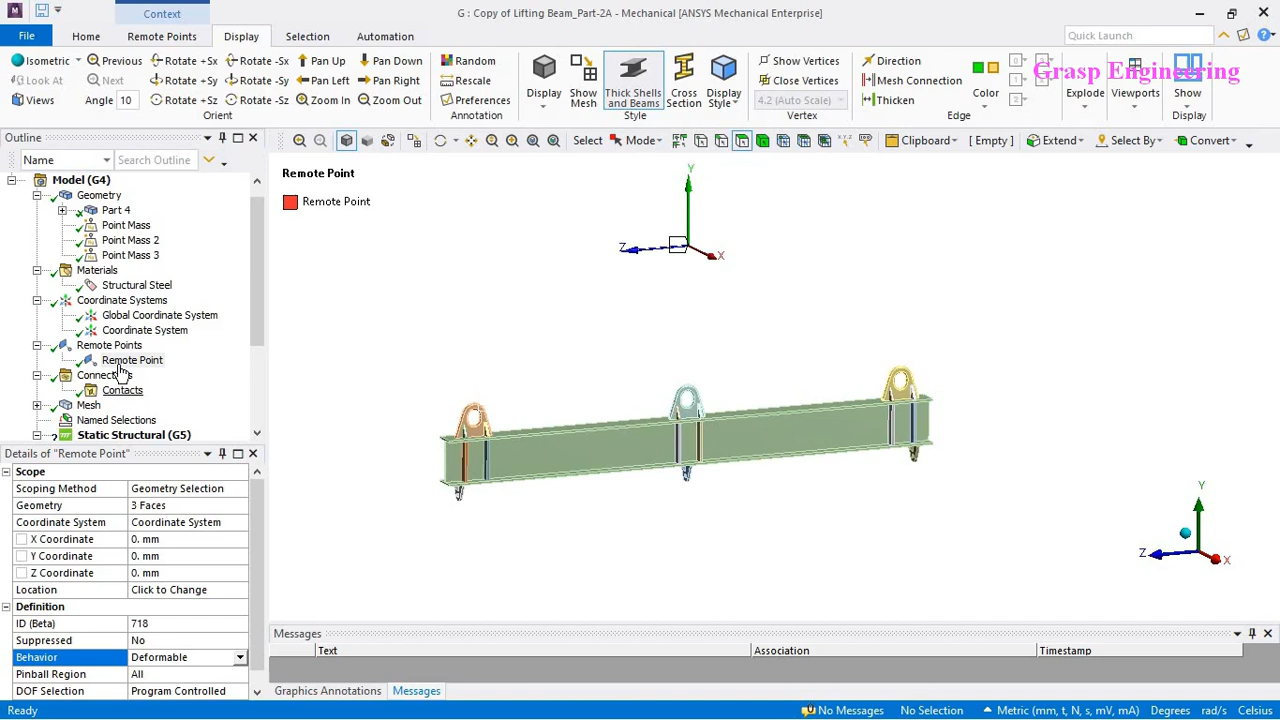 Context
G : Copy of Lifting Beam_Part-2A - Mechanical [ANSYS Mechanical Enterprise]
File Home Remote Points Display Selection Automation Quick Launch
Isometric Previous Rotate +Sx Rotate -Sx Pan Up Pan Down Random Show Vertices Direction
Look At Next Rotate +Sy Rotate -Sy Pan Left Pan Right Rescale Close Vertices Mesh Connection
Views Angle 10 Rotate +Sz Rotate -Sz Zoom In Zoom Out Preferences 4.2 (Auto Scale) Thicken
Display Show Mesh Thick Shells and Beams Cross Section Display Style Color Explode Viewports Show
Grasp Engineering
Orient Annotation Style Vertex Edge Display
Outline
Select Mode Clipboard [ Empty ] Extend Select By Convert
Name Search Outline
Model (G4)
Geometry
Part 4
Point Mass
Point Mass 2
Point Mass 3
Materials
Structural Steel
Coordinate Systems
Global Coordinate System
Coordinate System
Remote Points
Remote Point
Connections
Contacts
Mesh
Named Selections
Static Structural (G5)
Remote Point
Remote Point
Y
Z
X
Y
Z
X
Details of "Remote Point"
Scope
Scoping Method Geometry Selection
Geometry 3 Faces
Coordinate System Coordinate System
X Coordinate 0. mm
Y Coordinate 0. mm
Z Coordinate 0. mm
Location Click to Change
Definition
ID (Beta) 718
Suppressed No
Behavior Deformable
Pinball Region All
DOF Selection Program Controlled
Messages
Text Association Timestamp
Graphics Annotations Messages
Ready No Messages No Selection Metric (mm, t, N, s, mV, mA) Degrees rad/s Celsius